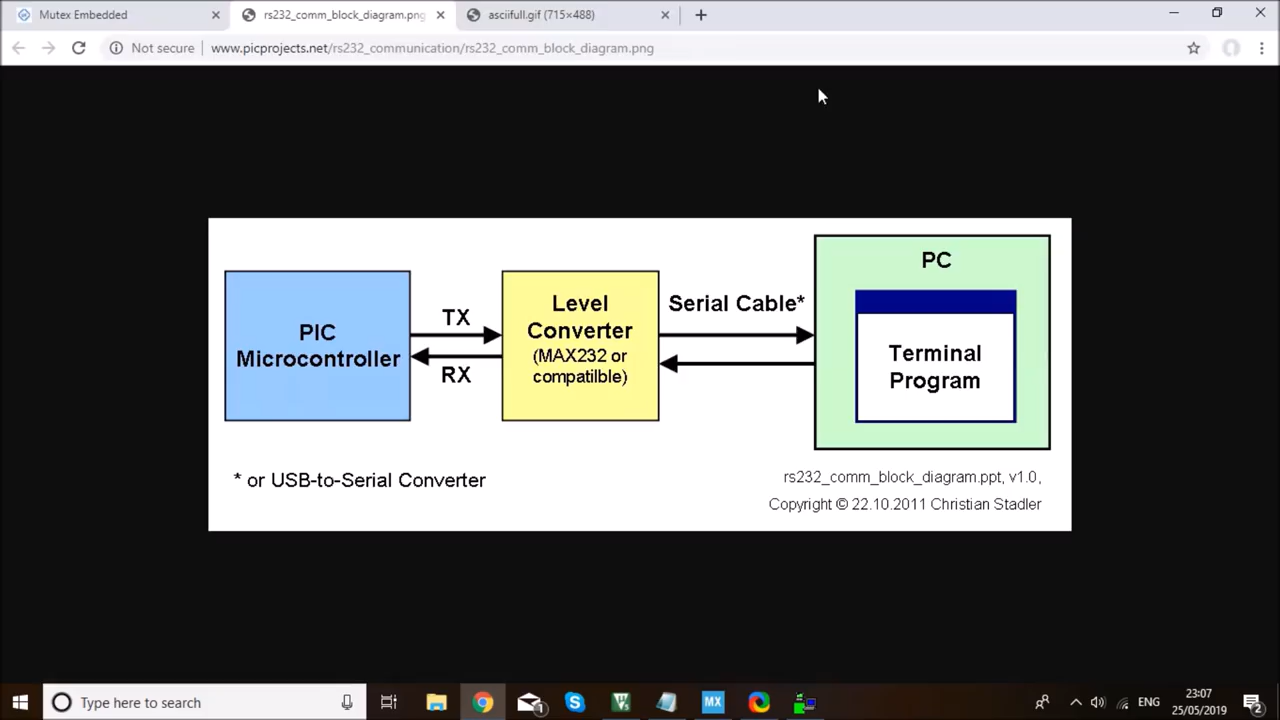 Mutex Embedded
rs232_comm_block_diagram.png
asciifull.gif (715×488)
Not secure
www.picprojects.net/rs232_communication/rs232_comm_block_diagram.png
PIC
Microcontroller
TX
RX
Level
Converter
(MAX232 or
compatilble)
Serial Cable*
PC
Terminal
Program
* or USB-to-Serial Converter
rs232_comm_block_diagram.ppt, v1.0,
Copyright © 22.10.2011 Christian Stadler
Type here to search
1
MX
ENG
23:07
25/05/2019
2